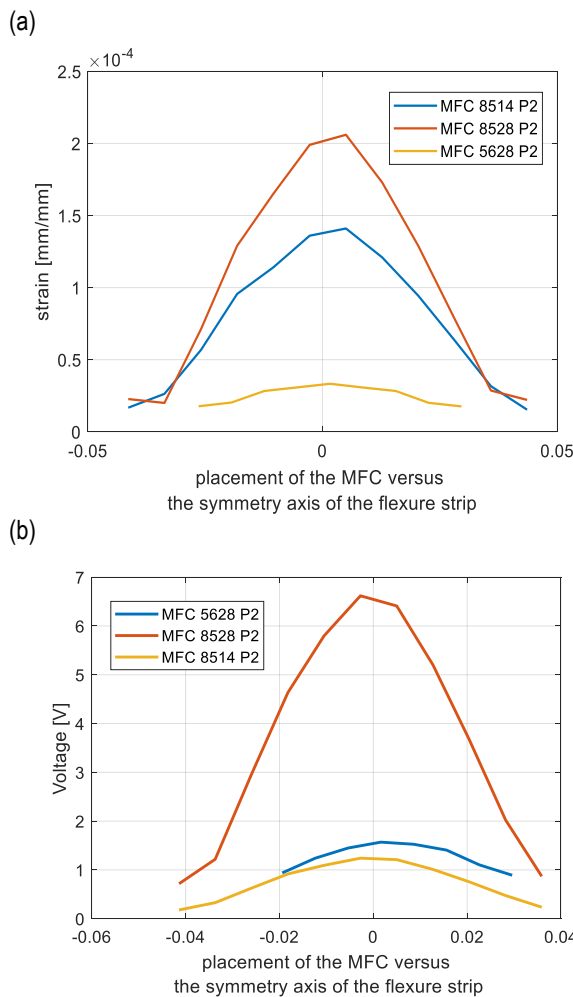 (a)
×10⁻⁴
2.5
2
1.5
1
0.5
0
strain [mm/mm]
MFC 8514 P2
MFC 8528 P2
MFC 5628 P2
-0.05
0
0.05
placement of the MFC versus
the symmetry axis of the flexure strip
(b)
7
6
5
4
3
2
1
0
Voltage [V]
MFC 5628 P2
MFC 8528 P2
MFC 8514 P2
-0.06
-0.04
-0.02
0
0.02
0.04
placement of the MFC versus
the symmetry axis of the flexure strip